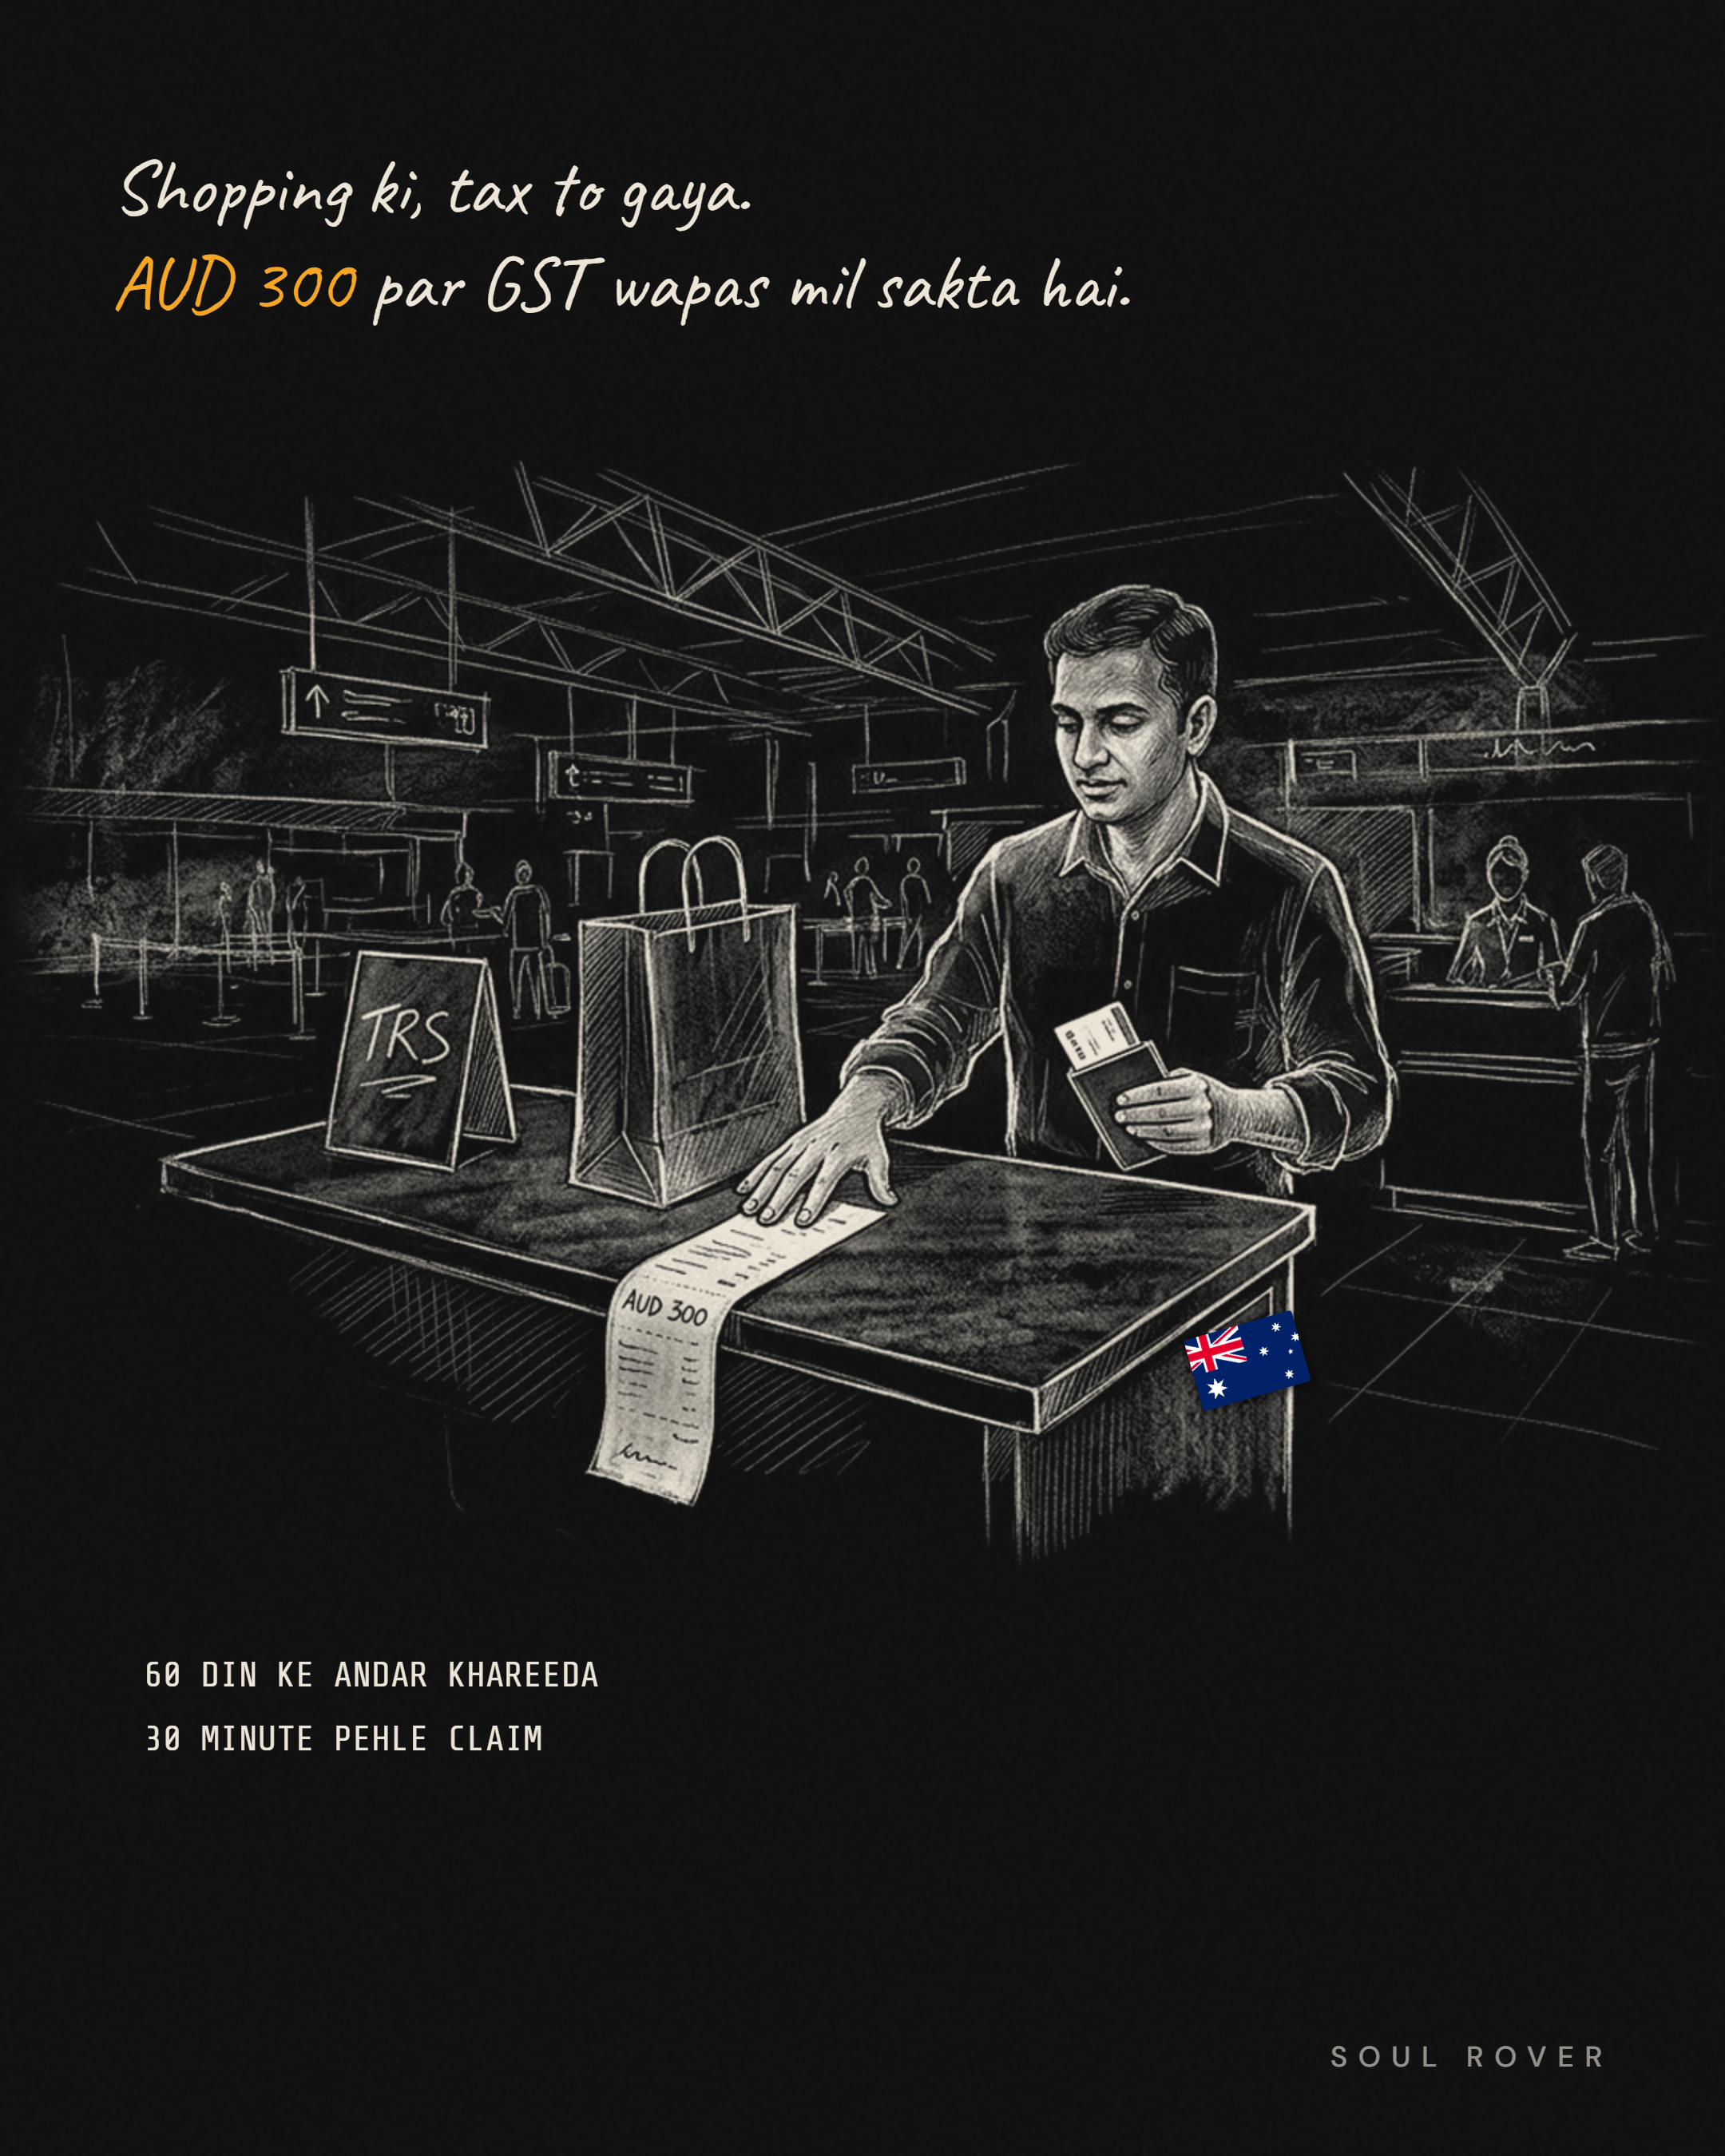 Shopping ki, tax to gaya.
AUD 300 par GST wapas mil sakta hai.
TRS
AUD 300
60 DIN KE ANDAR KHAREEDA
30 MINUTE PEHLE CLAIM
SOUL ROVER